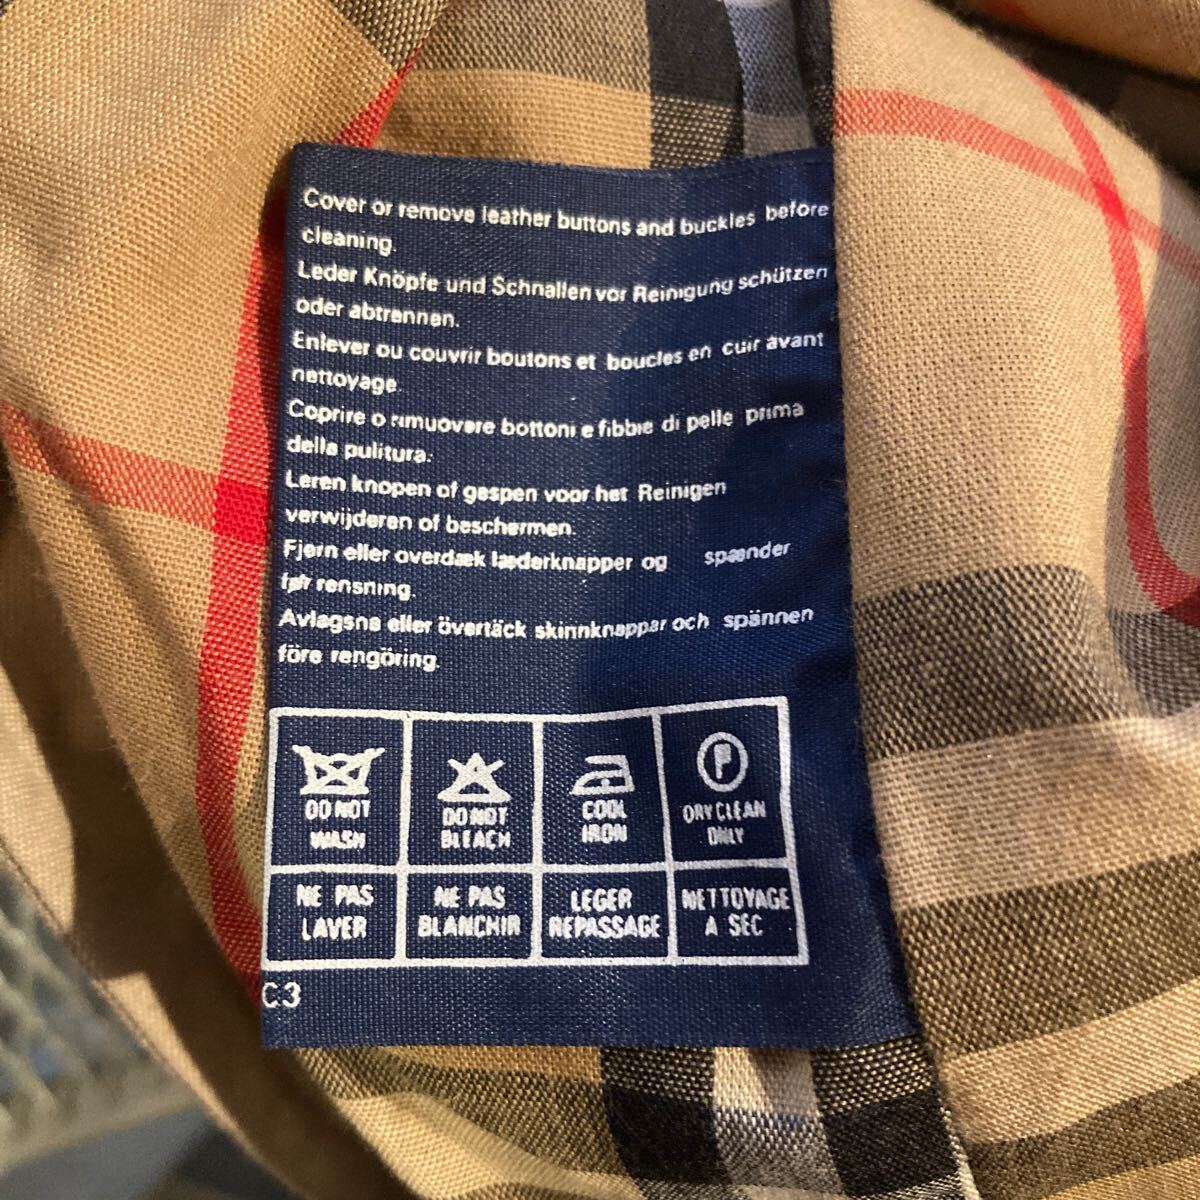 Cover or remove leather buttons and buckles before
cleaning.
Leder Knöpfe und Schnallen vor Reinigung schützen
oder abtrennen.
Enlever ou couvrir boutons et boucles en cuir avant
nettoyage.
Coprire o rimuovere bottoni e fibbie di pelle prima
della pulitura.
Leren knopen of gespen voor het Reinigen
verwijderen of beschermen.
Fjern eller overdæk læderknapper og spænder
før rensning.
Avlagsna eller övertäck skinnknappar och spännen
före rengöring.
P
DO NOT
WASH
DO NOT
BLEACH
COOL
IRON
DRY CLEAN
ONLY
NE PAS
LAVER
NE PAS
BLANCHIR
LEGER
REPASSAGE
NETTOYAGE
A SEC
C3